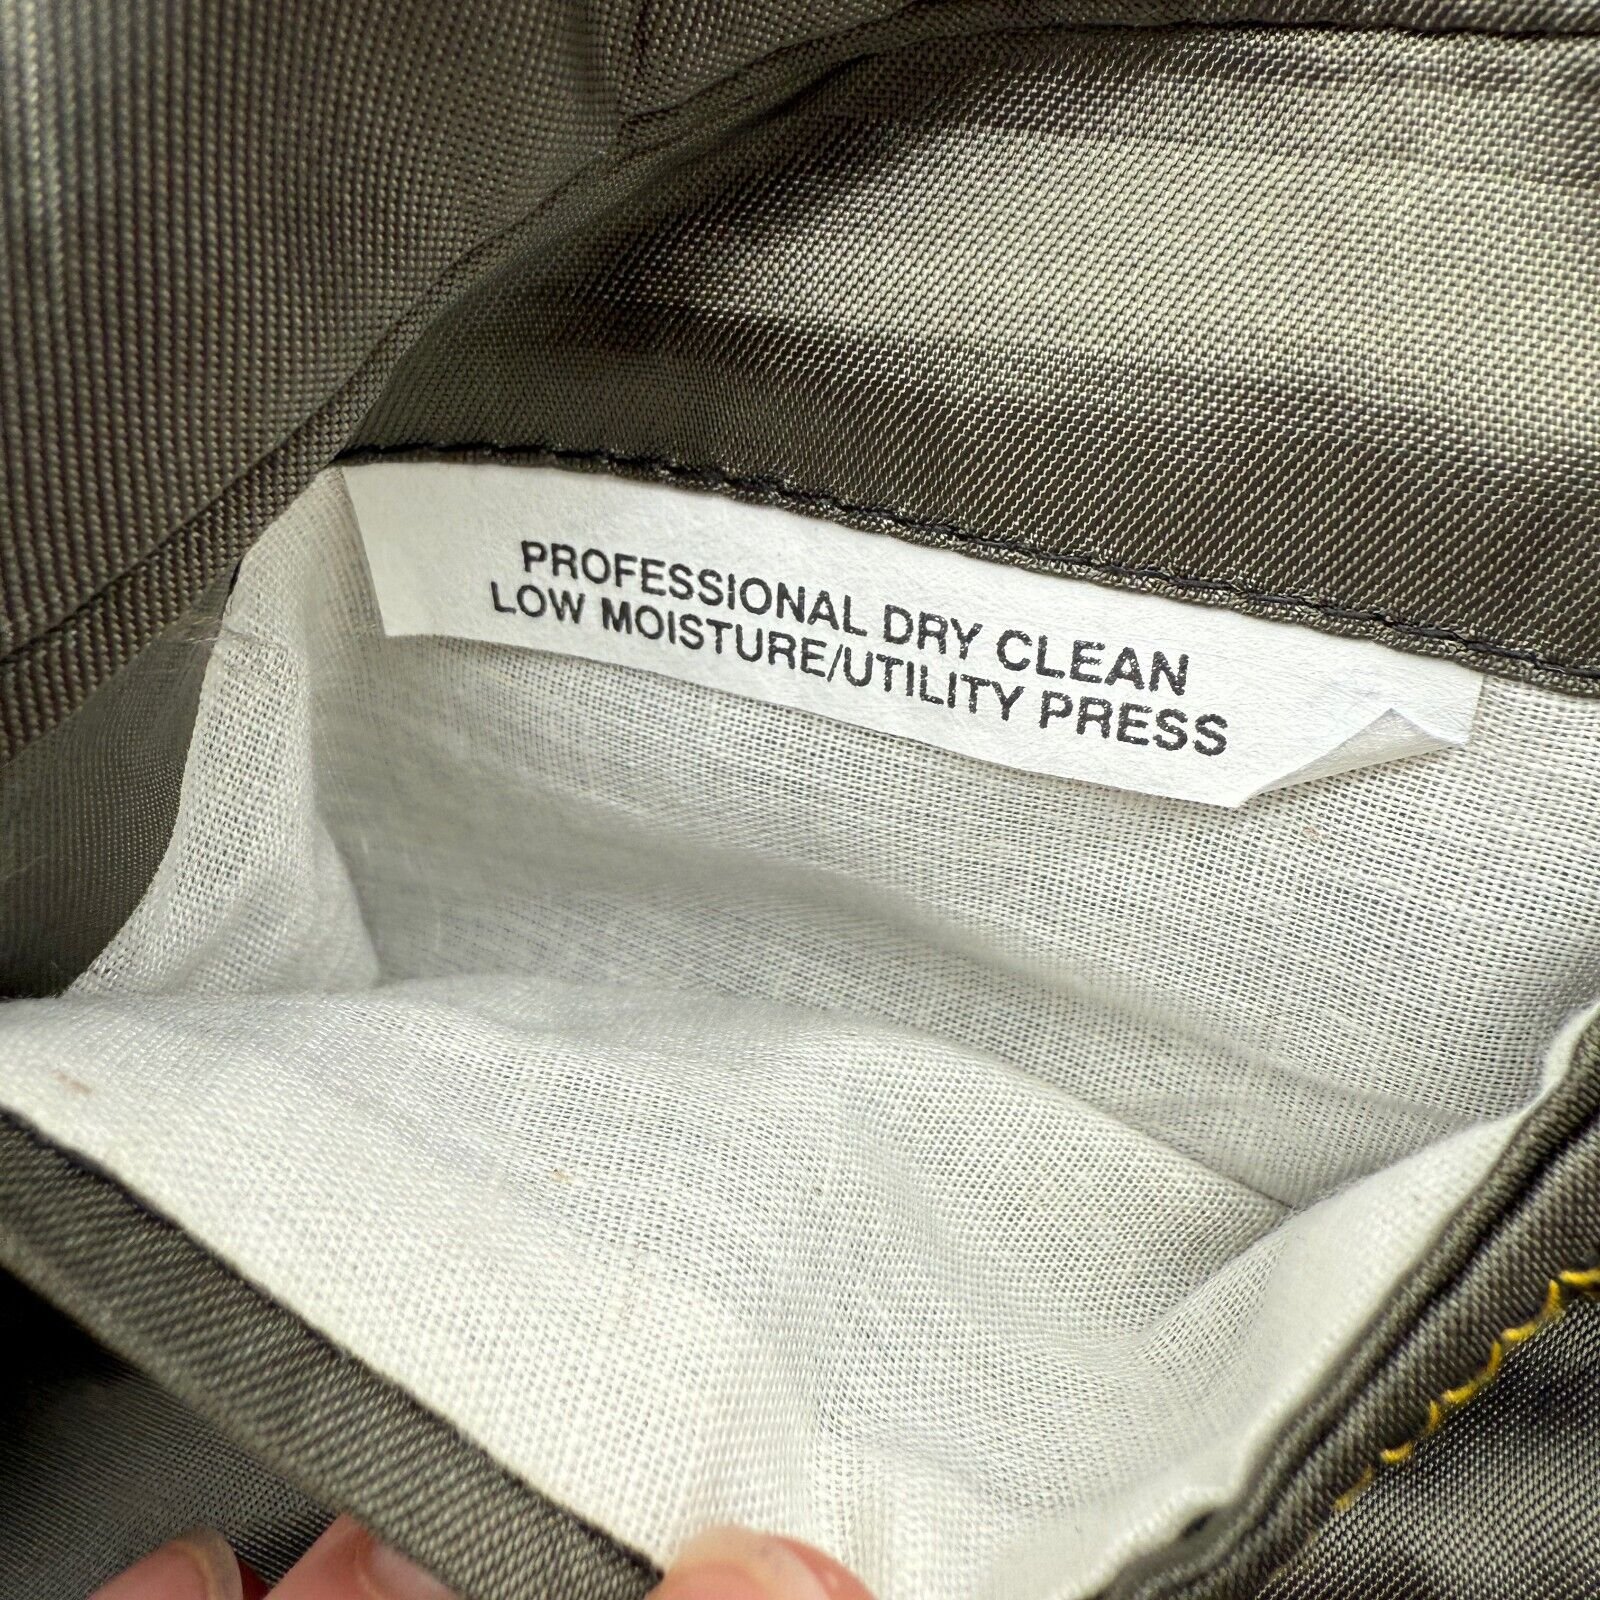 PROFESSIONAL DRY CLEAN
LOW MOISTURE/UTILITY PRESS